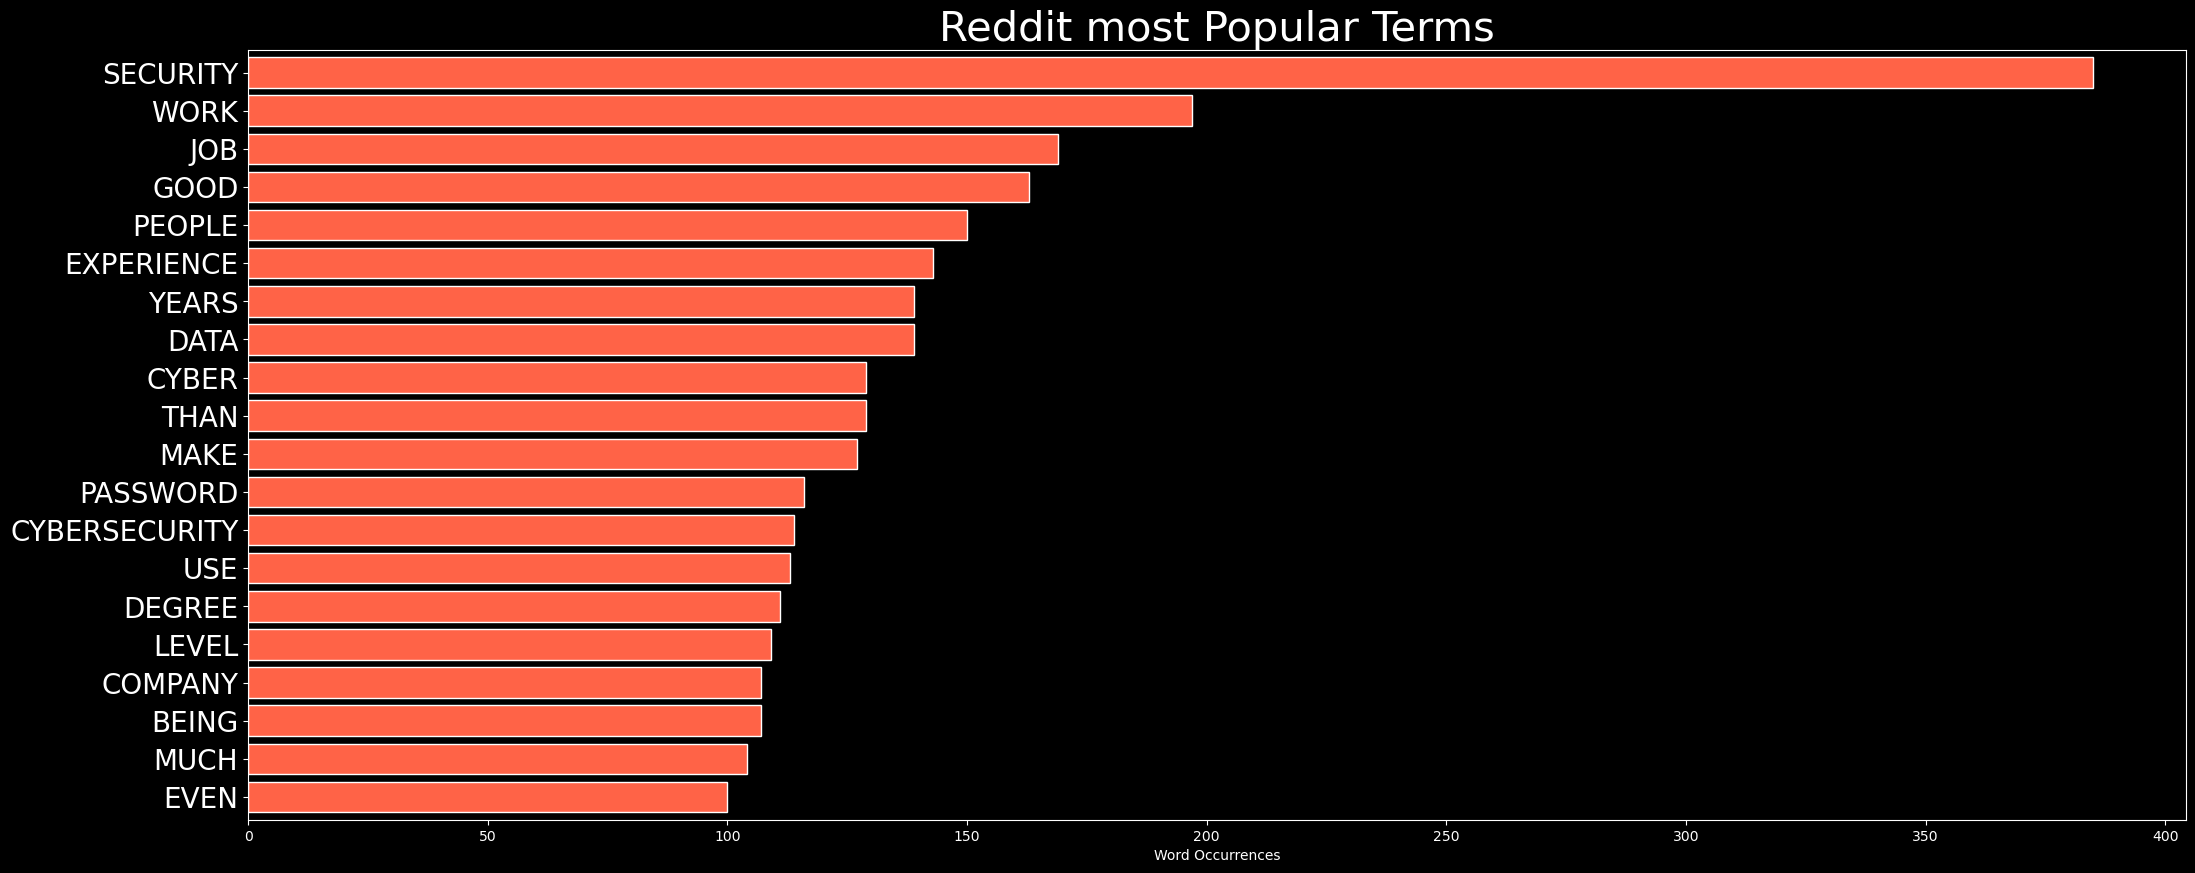 Reddit most Popular Terms
SECURITY
WORK
JOB
GOOD
PEOPLE
EXPERIENCE
YEARS
DATA
CYBER
THAN
MAKE
PASSWORD
CYBERSECURITY
USE
DEGREE
LEVEL
COMPANY
BEING
MUCH
EVEN
0 50 100 150 200 250 300 350 400
Word Occurrences